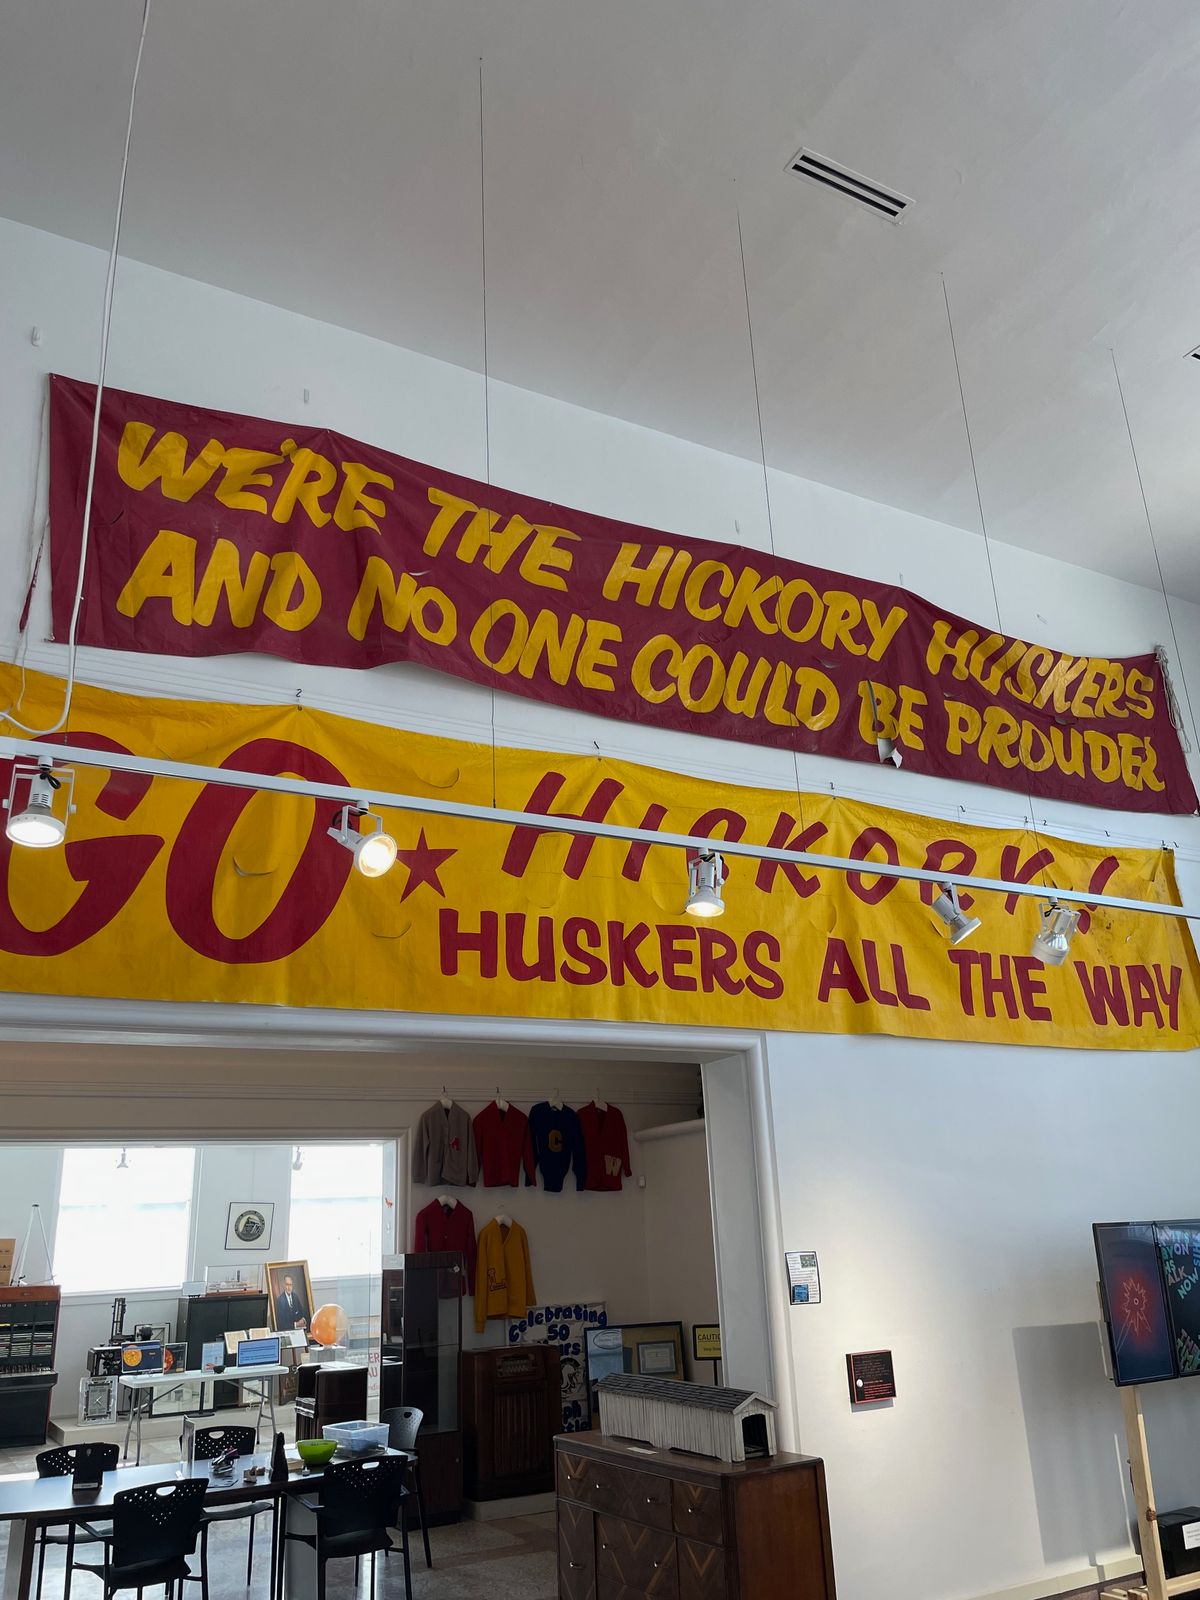 WE'RE THE HICKORY HUSKERS
AND NO ONE COULD BE PROUDER
GO ★ HICKORY!
HUSKERS ALL THE WAY
C
W
Celebrating
50
CAUTION